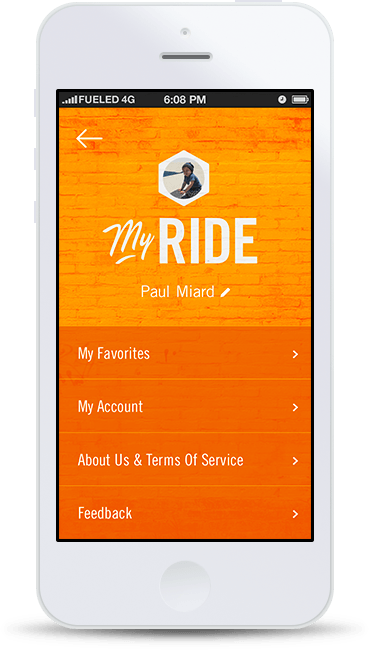 FUELED 4G 6:08 PM
My RIDE
Paul Miard
My Favorites
My Account
About Us & Terms Of Service
Feedback